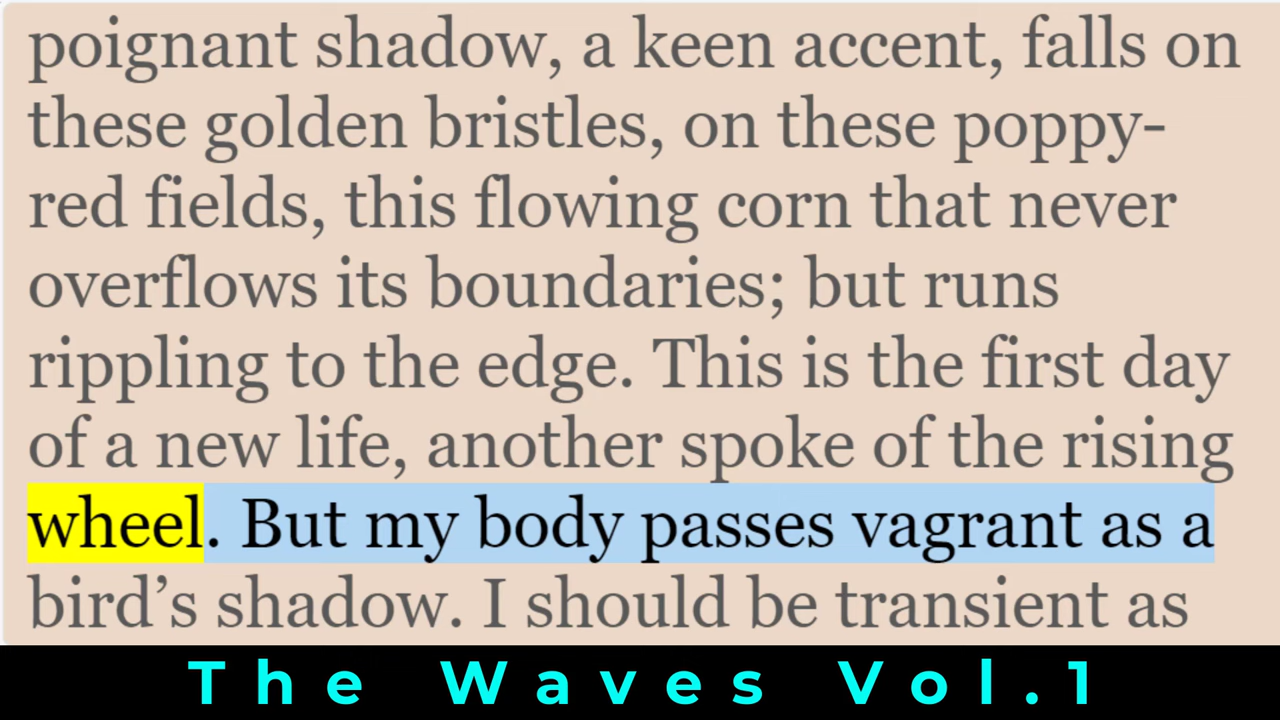 poignant shadow, a keen accent, falls on
these golden bristles, on these poppy-
red fields, this flowing corn that never
overflows its boundaries; but runs
rippling to the edge. This is the first day
of a new life, another spoke of the rising
wheel. But my body passes vagrant as a
bird’s shadow. I should be transient as
The Waves Vol.1